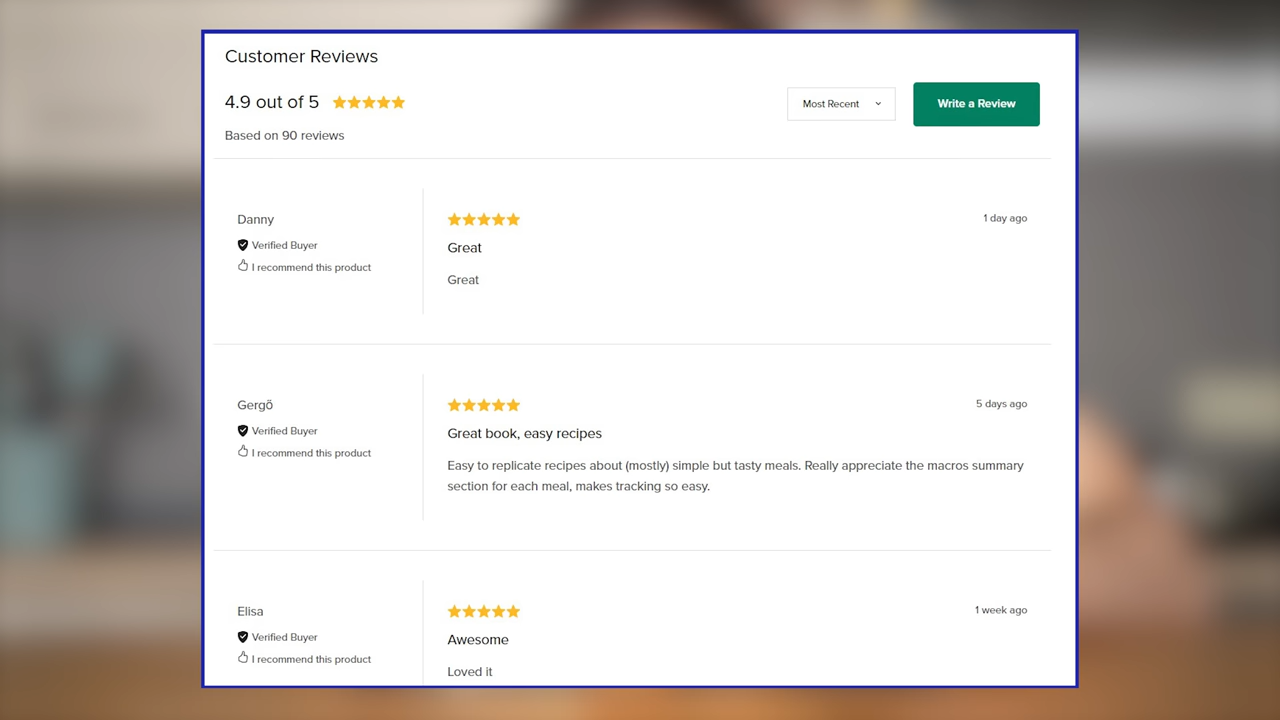 Customer Reviews
4.9 out of 5
Most Recent
Write a Review
Based on 90 reviews
Danny
1 day ago
Verified Buyer
Great
I recommend this product
Great
Gergő
5 days ago
Verified Buyer
Great book, easy recipes
I recommend this product
Easy to replicate recipes about (mostly) simple but tasty meals. Really appreciate the macros summary
section for each meal, makes tracking so easy.
Elisa
1 week ago
Verified Buyer
Awesome
I recommend this product
Loved it